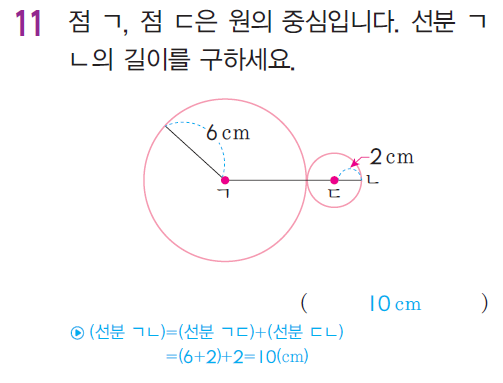 11 점 ㄱ, 점 ㄷ은 원의 중심입니다. 선분 ㄱ
ㄴ의 길이를 구하세요.
6 cm
2 cm
ㄱ
ㄷ
ㄴ
( 10 cm )
▶ (선분 ㄱㄴ)=(선분 ㄱㄷ)+(선분 ㄷㄴ)
=(6+2)+2=10(cm)